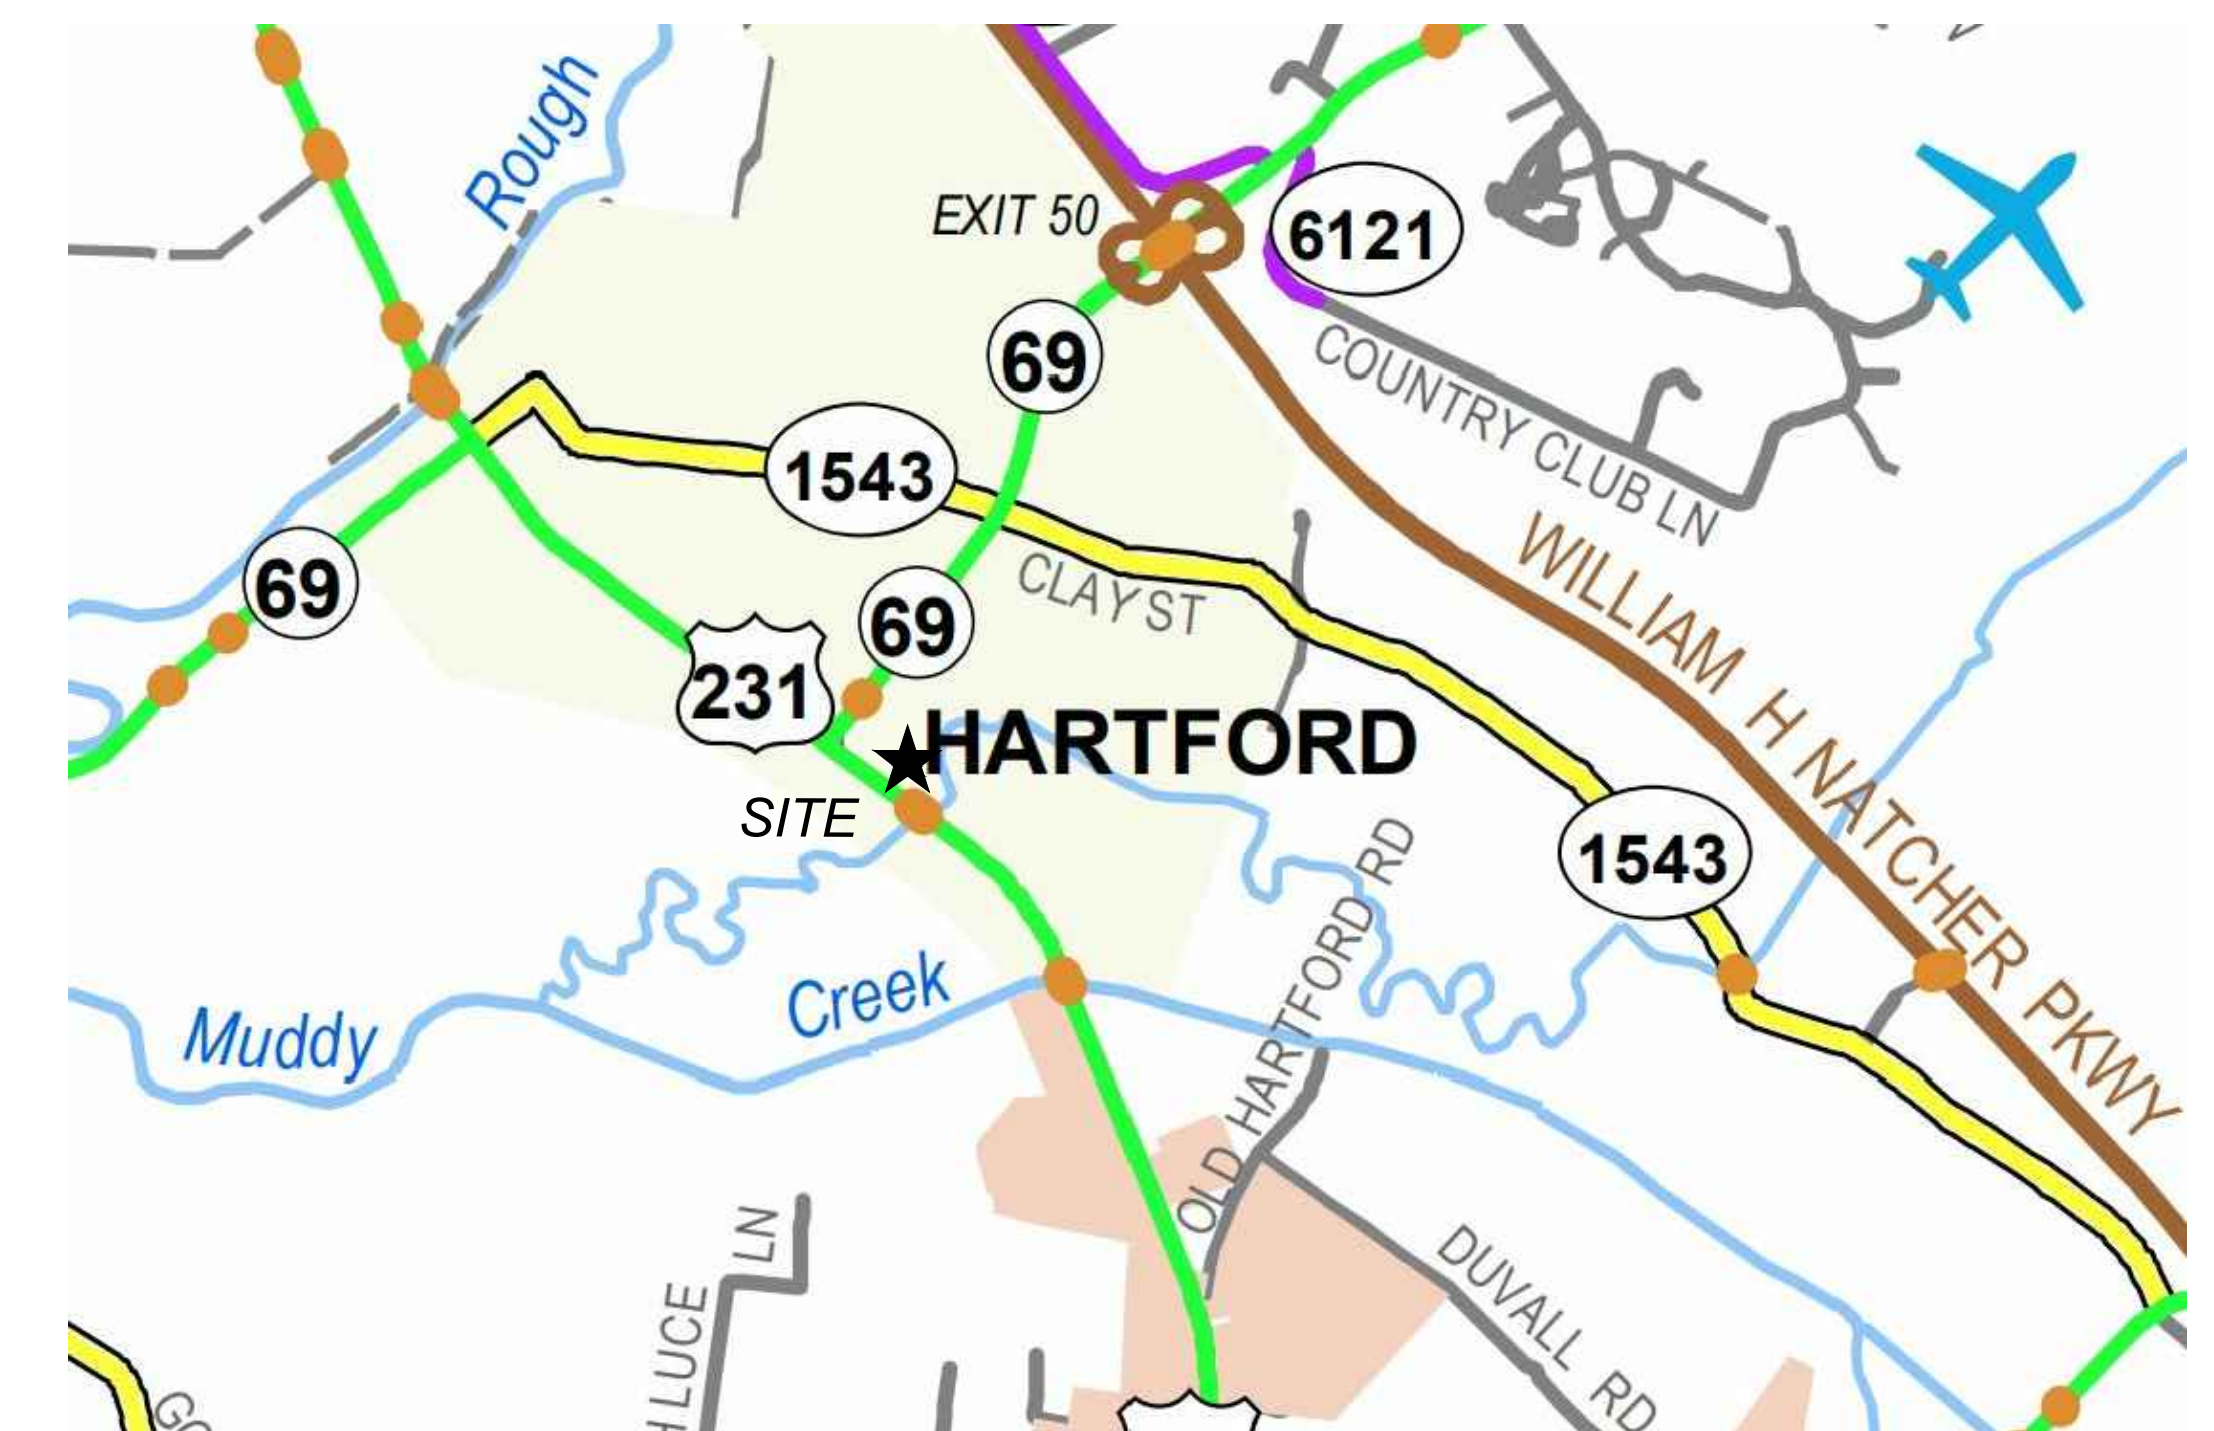 Rough
EXIT 50
6121
69
COUNTRY CLUB LN
1543
69
CLAY ST
69
WILLIAM H NATCHER PKWY
231
HARTFORD
SITE
1543
OLD HARTFORD RD
Creek
Muddy
LN
LUCE
DUVALL RD